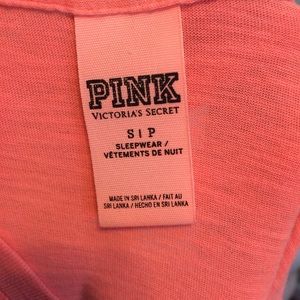 PINK
VICTORIA'S SECRET
S | P
SLEEPWEAR /
VÊTEMENTS DE NUIT
MADE IN SRI LANKA / FAIT AU
SRI LANKA / HECHO EN SRI LANKA